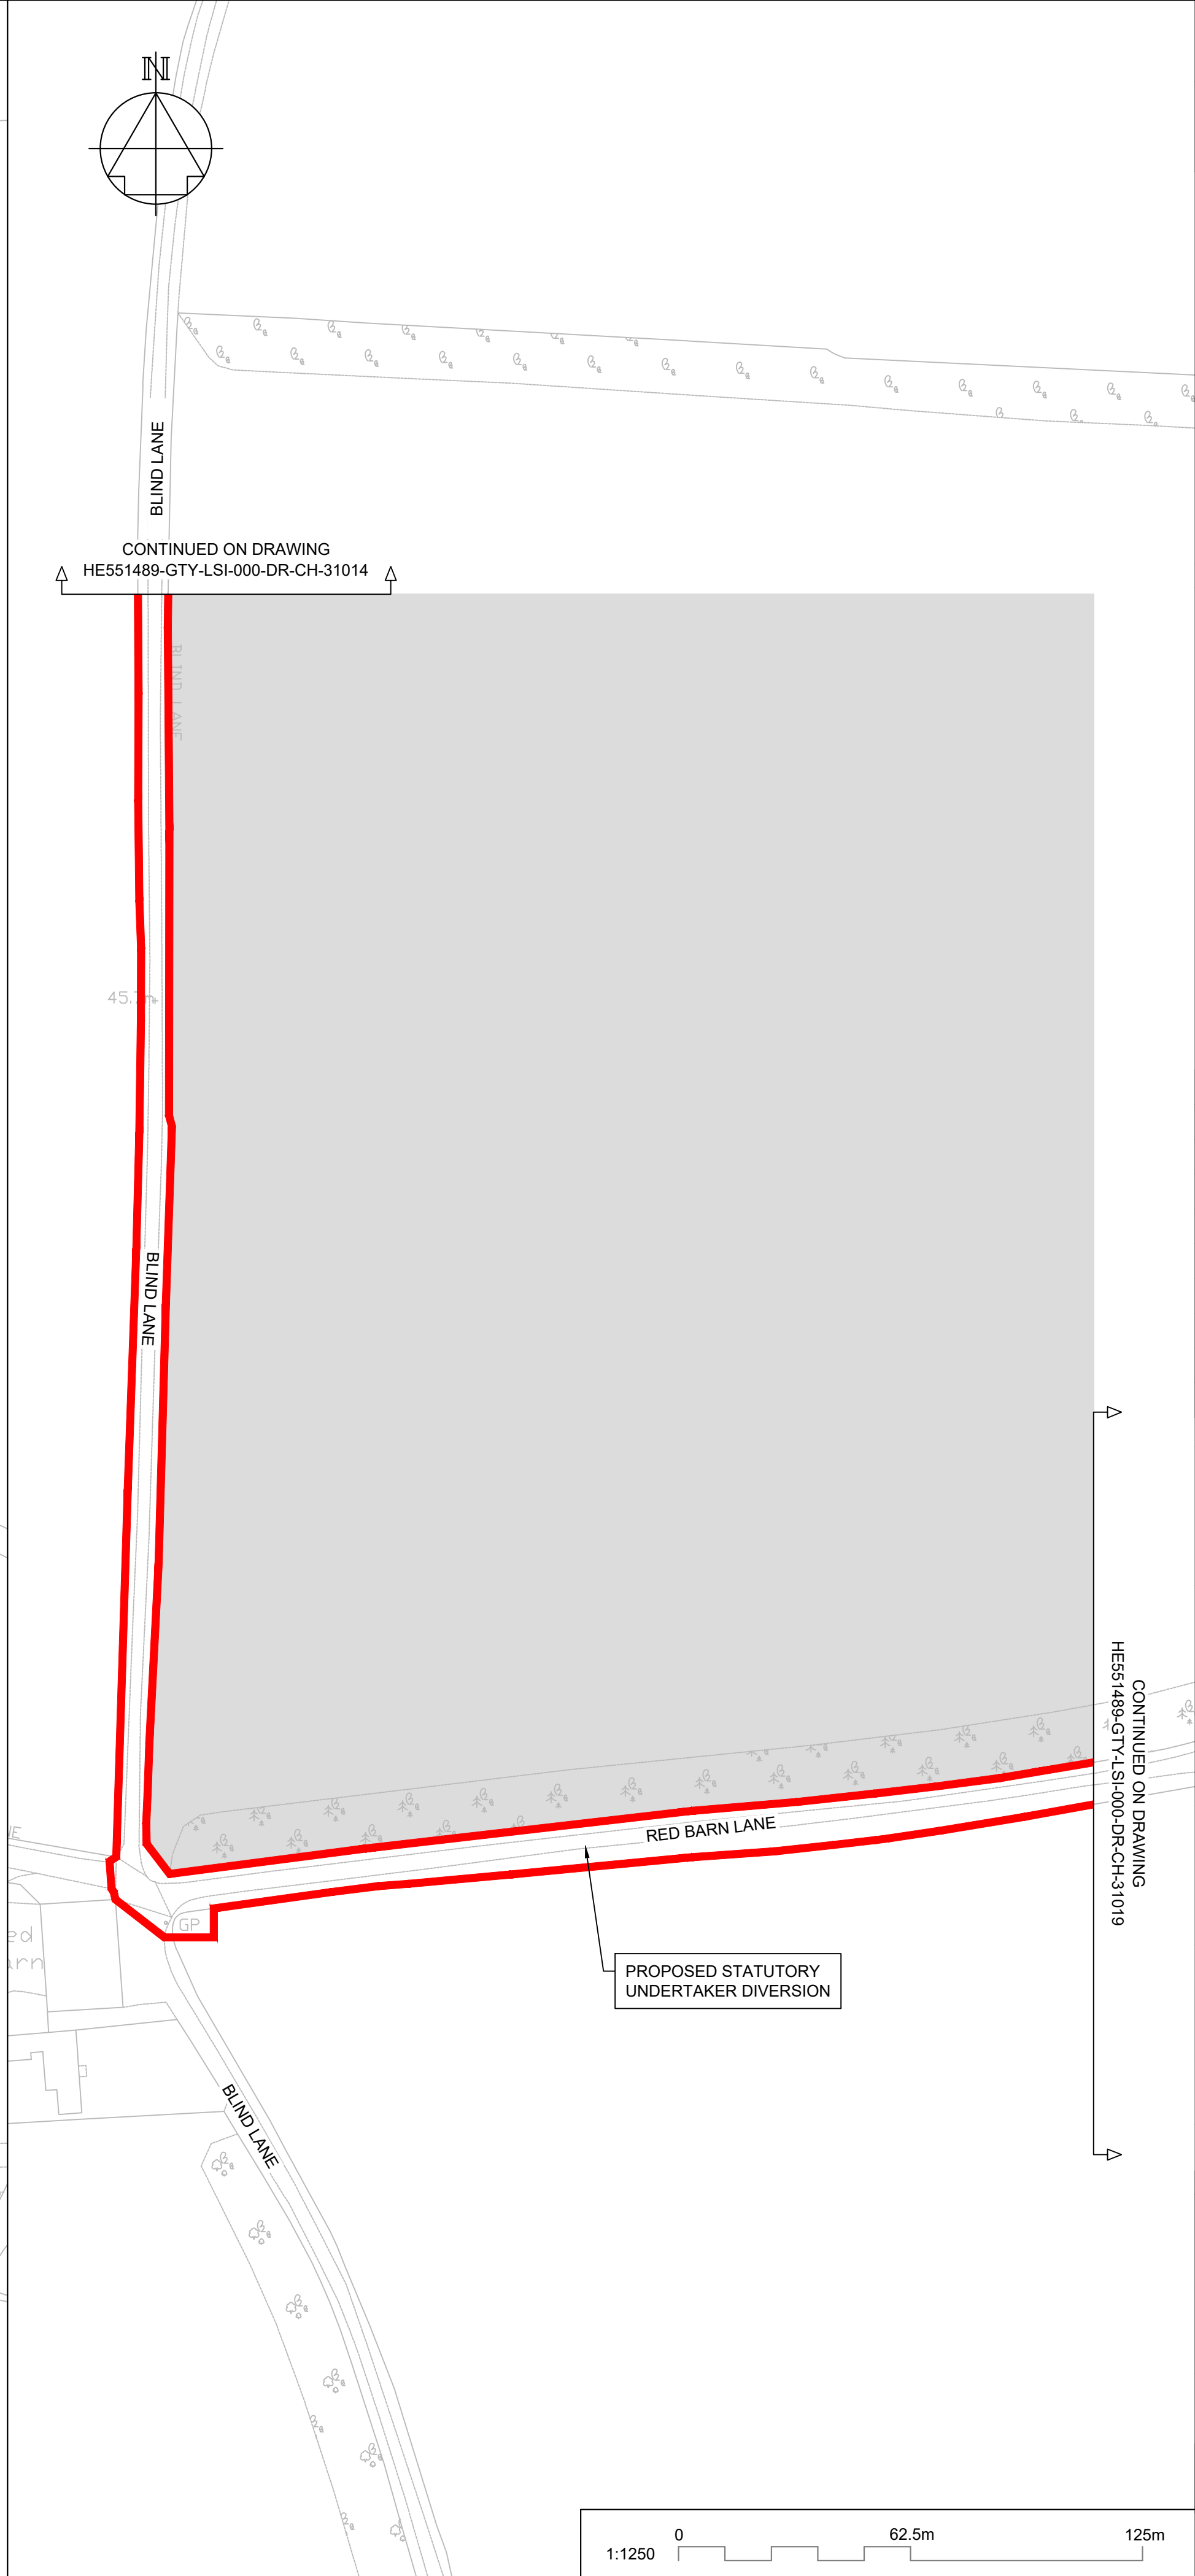 N
BLIND LANE
CONTINUED ON DRAWING
HE551489-GTY-LSI-000-DR-CH-31014
BLIND LANE
BLIND LANE
CONTINUED ON DRAWING
HE551489-GTY-LSI-000-DR-CH-31019
RED BARN LANE
GP
PROPOSED STATUTORY
UNDERTAKER DIVERSION
BLIND LANE
0
62.5m
125m
1:1250